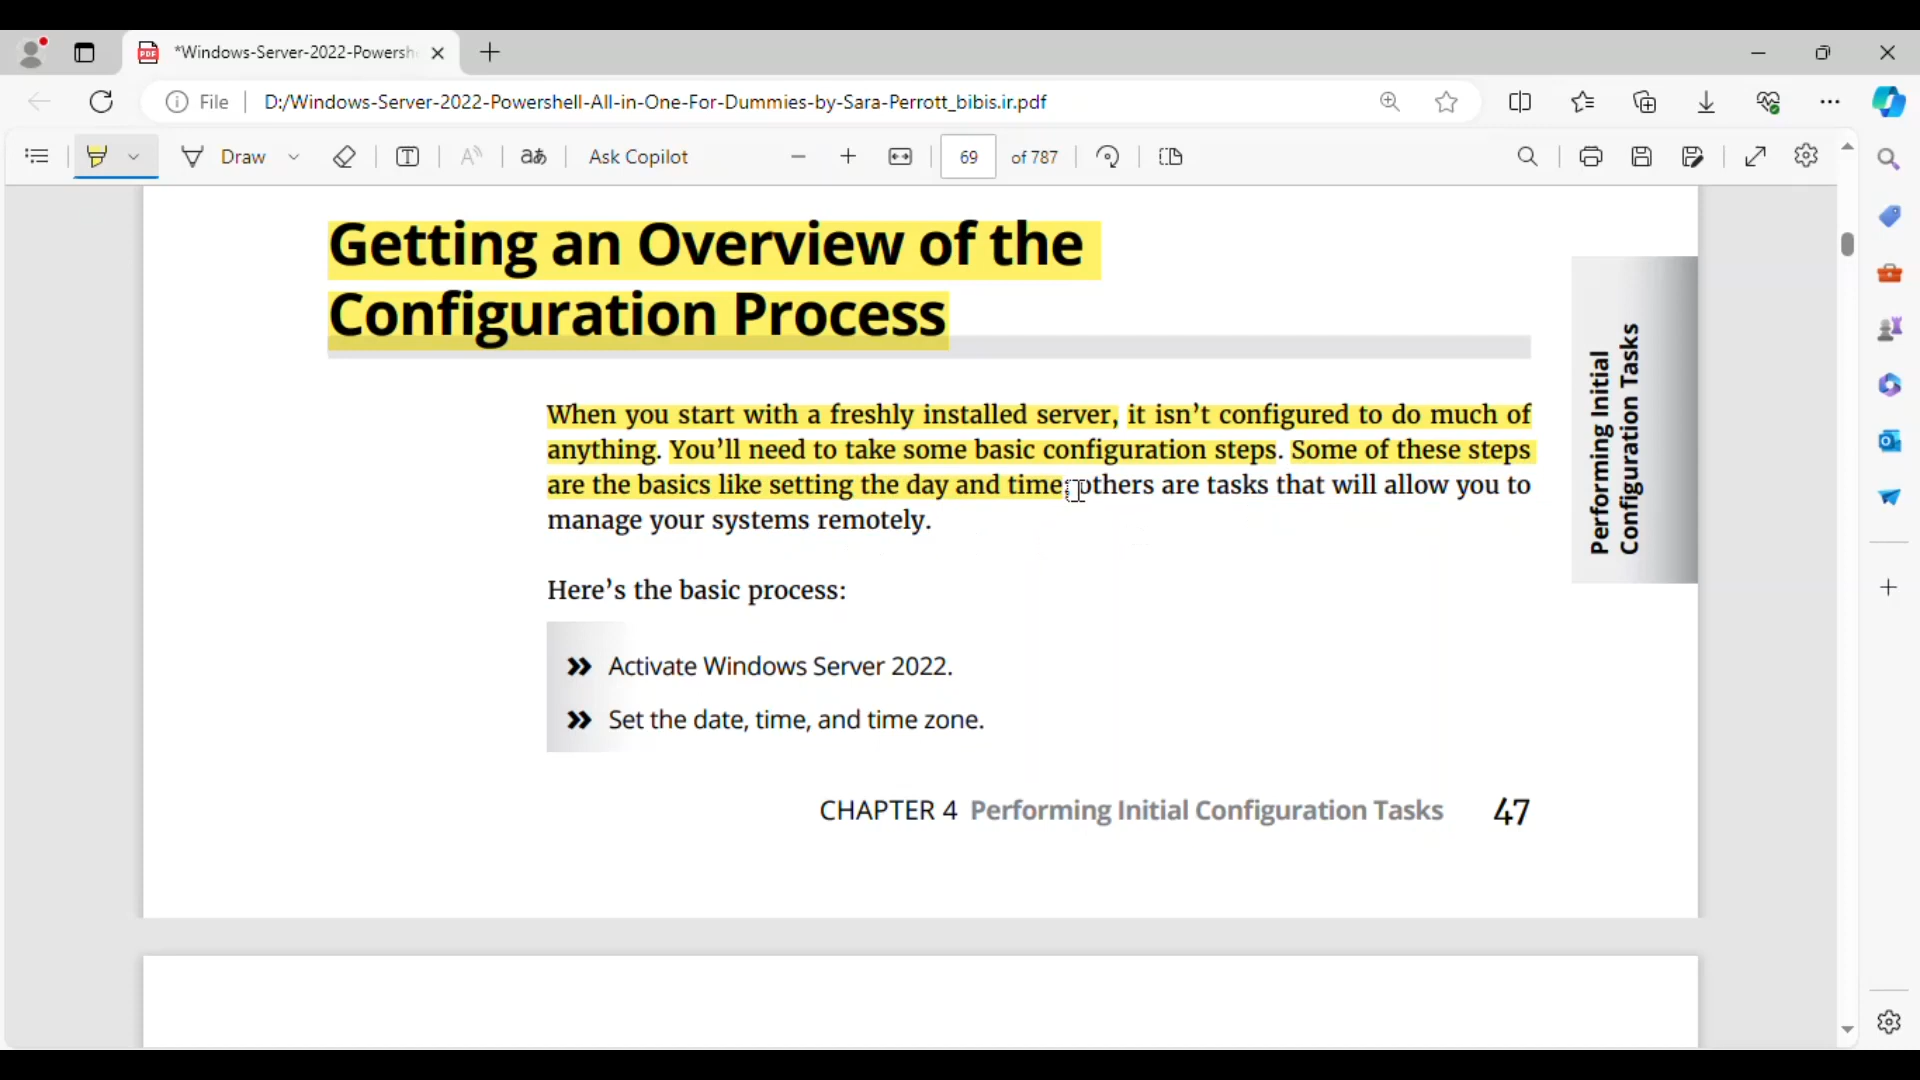 *Windows-Server-2022-Powersh
File
D:/Windows-Server-2022-Powershell-All-in-One-For-Dummies-by-Sara-Perrott_bibis.ir.pdf
Draw
Ask Copilot
69 of 787
Getting an Overview of the
Configuration Process
When you start with a freshly installed server, it isn’t configured to do much of
anything. You’ll need to take some basic configuration steps. Some of these steps
are the basics like setting the day and time; others are tasks that will allow you to
manage your systems remotely.
Here’s the basic process:
» Activate Windows Server 2022.
» Set the date, time, and time zone.
Performing Initial
Configuration Tasks
CHAPTER 4 Performing Initial Configuration Tasks 47